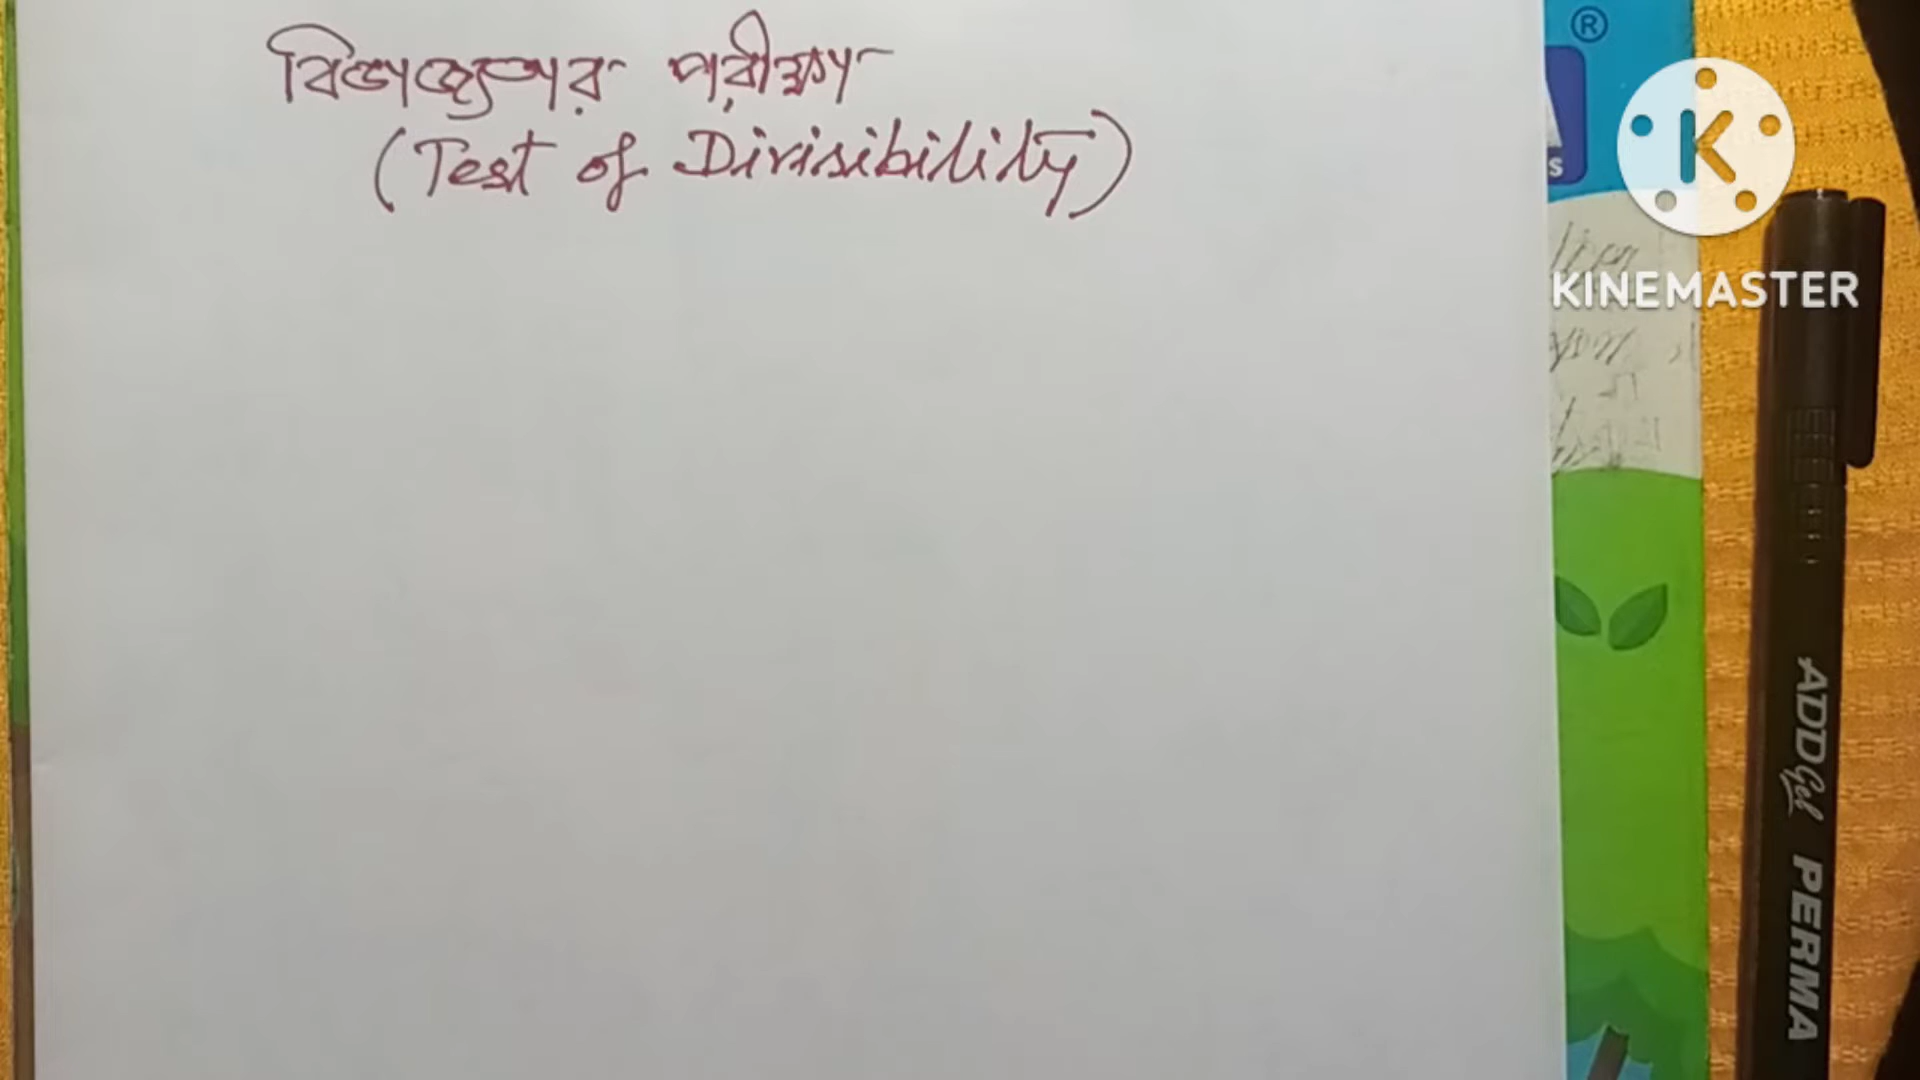 বিভাজ্যতার পরীক্ষা
(Test of Divisibility)
®
s
KINEMASTER
ADD Gel PERMA